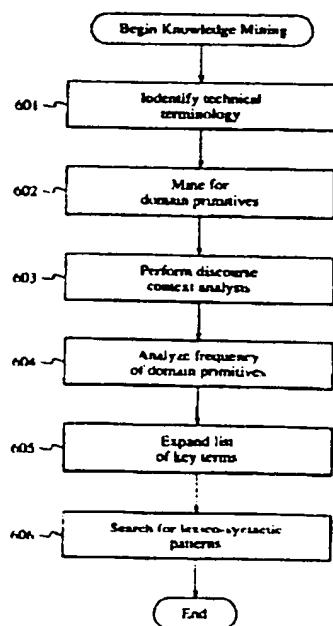 Begin Knowledge Mining
601
Iodentify technical
terminology
602
Mine for
domain primitives
603
Perform discourse
context analysis
604
Analyze frequency
of domain primitives
605
Expand list
of key terms
606
Search for lexico-syntactic
patterns
End